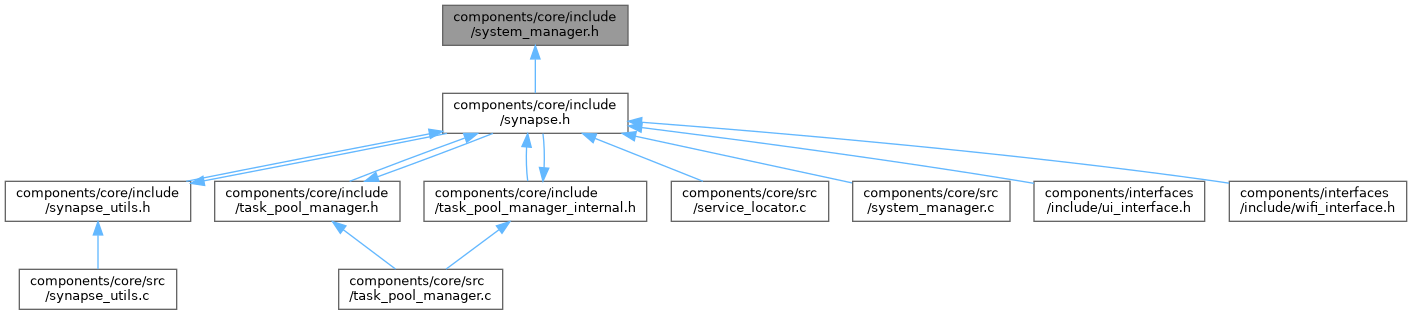 components/core/include
/system_manager.h
components/core/include
/synapse.h
components/core/include
/synapse_utils.h
components/core/include
/task_pool_manager.h
components/core/include
/task_pool_manager_internal.h
components/core/src
/service_locator.c
components/core/src
/system_manager.c
components/interfaces
/include/ui_interface.h
components/interfaces
/include/wifi_interface.h
components/core/src
/synapse_utils.c
components/core/src
/task_pool_manager.c